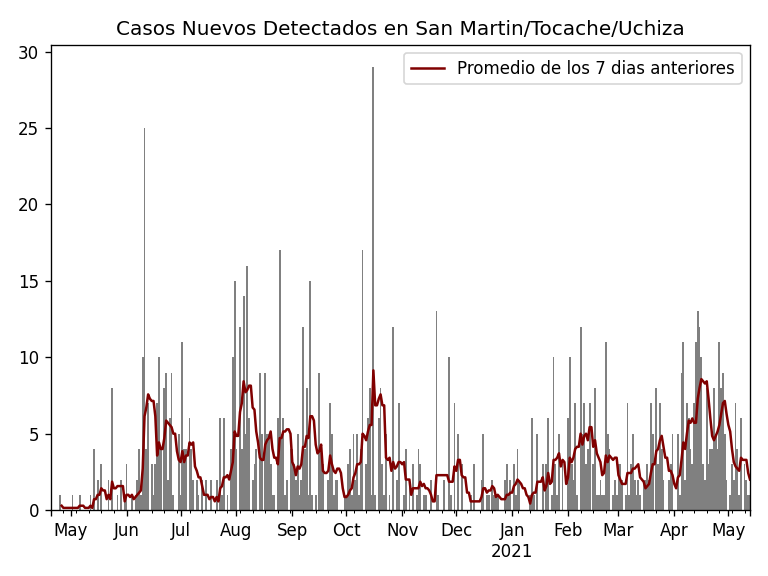 Casos Nuevos Detectados en San Martin/Tocache/Uchiza
Promedio de los 7 dias anteriores
30
25
20
15
10
5
0
May Jun Jul Aug Sep Oct Nov Dec Jan Feb Mar Apr May
2021